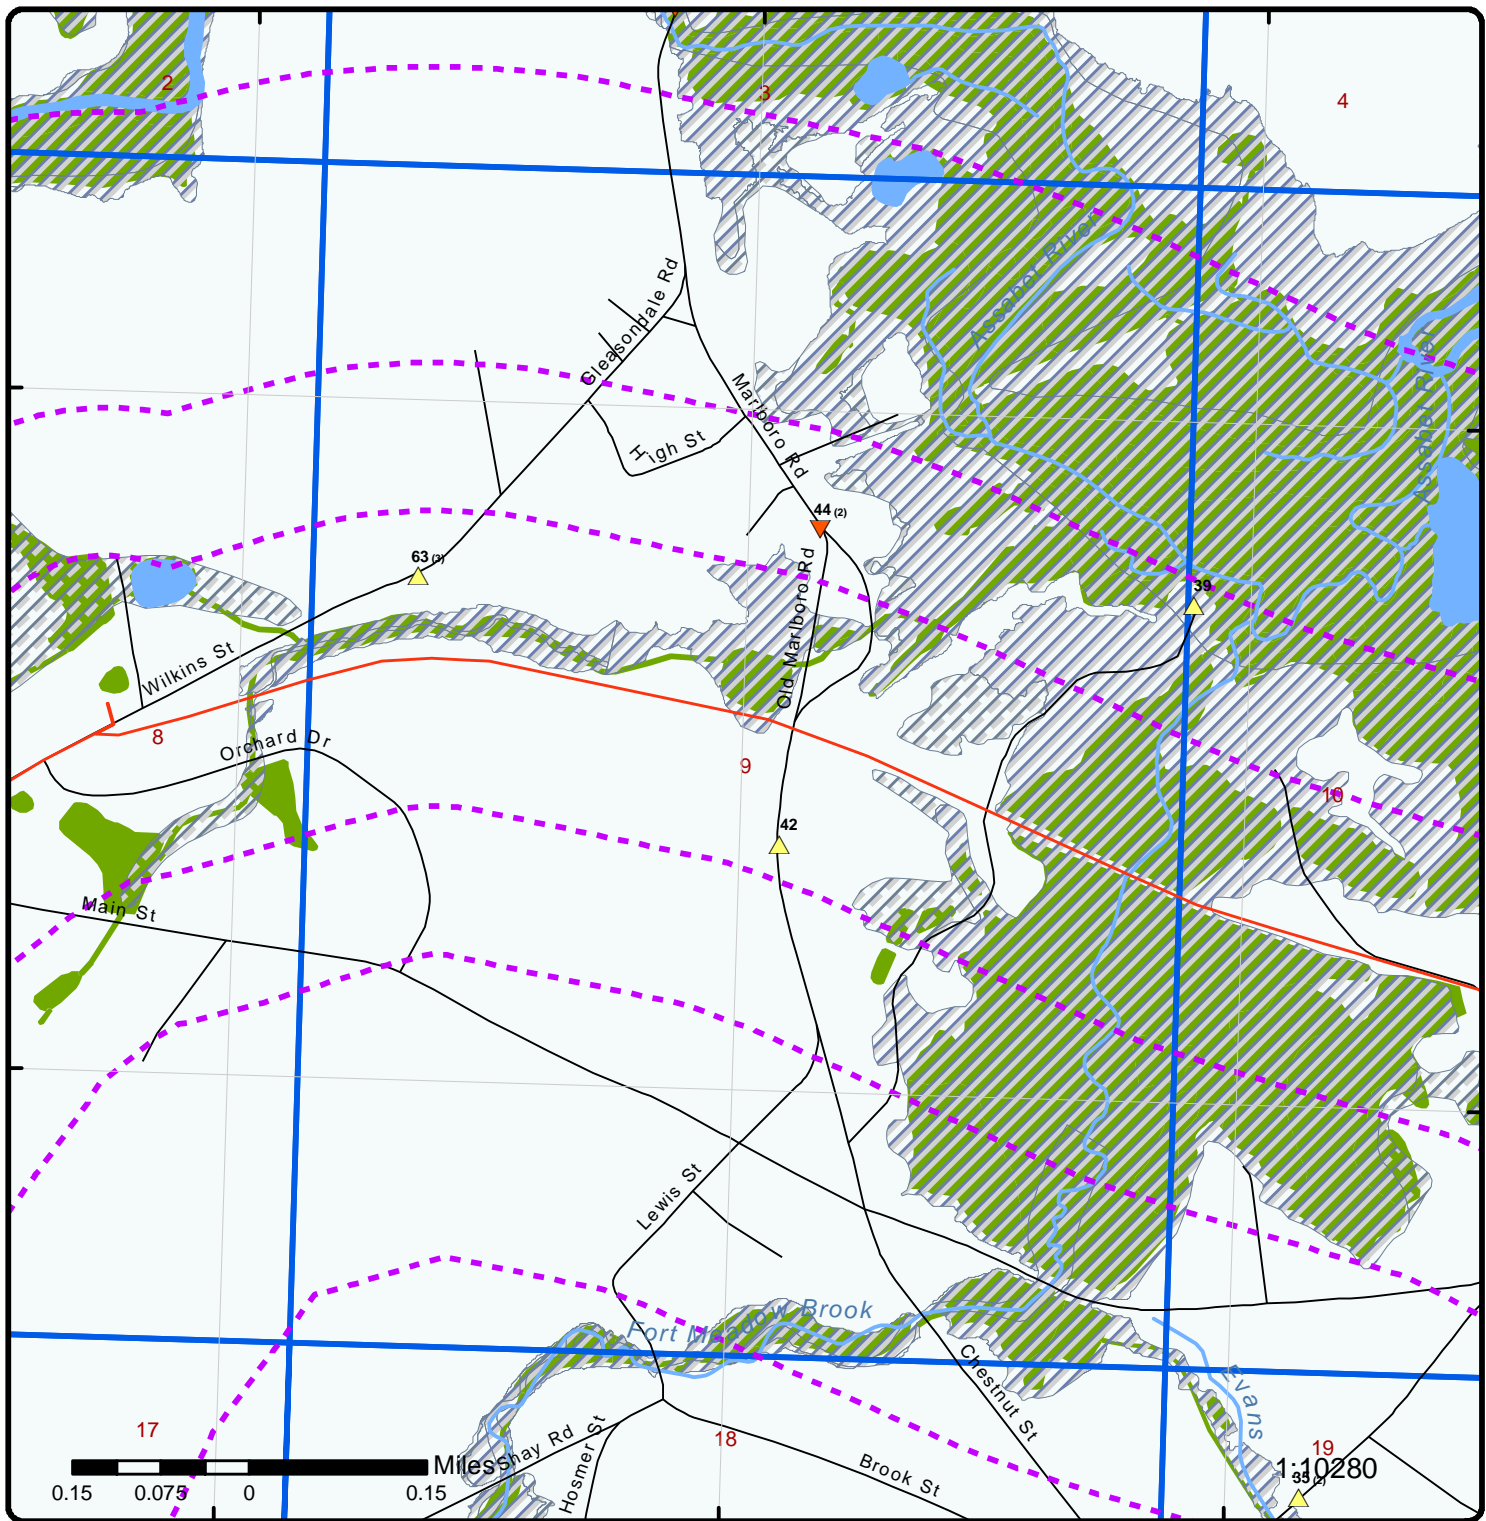 2
3
4
Assabet River
Gleasondale Rd
Assabet River
Marlboro Rd
High St
44 (2)
63 (3)
Old Marlboro Rd
39
Wilkins St
8
Orchard Dr
9
10
42
Main St
Lewis St
Fort Meadow Brook
Chestnut St
Evans
17
18
19
Shay Rd
Hosmer St
Brook St
Miles
1:10280
35 (2)
0.15 0.075 0 0.15